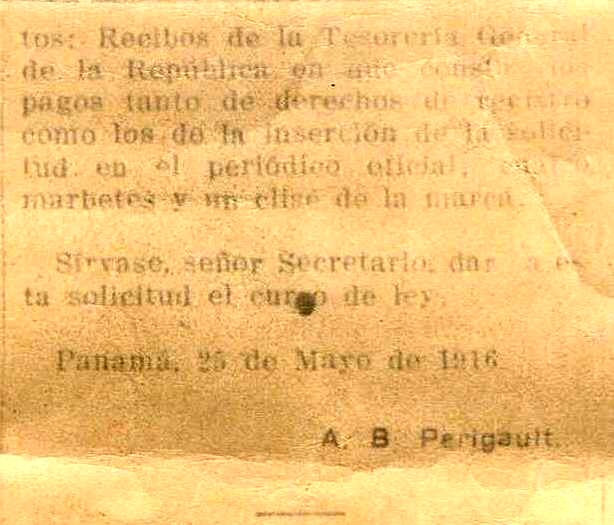 tos: Recibos de la Tesorería General
de la República en que consten los
pagos tanto de derechos de registro
como los de la inserción de la solici-
tud en el periódico oficial, cuatro
marbetes y un clisé de la marca.
Sírvase, señor Secretario, dar a es-
ta solicitud el curso de ley.
Panamá, 25 de Mayo de 1916
A. B. Perigault.